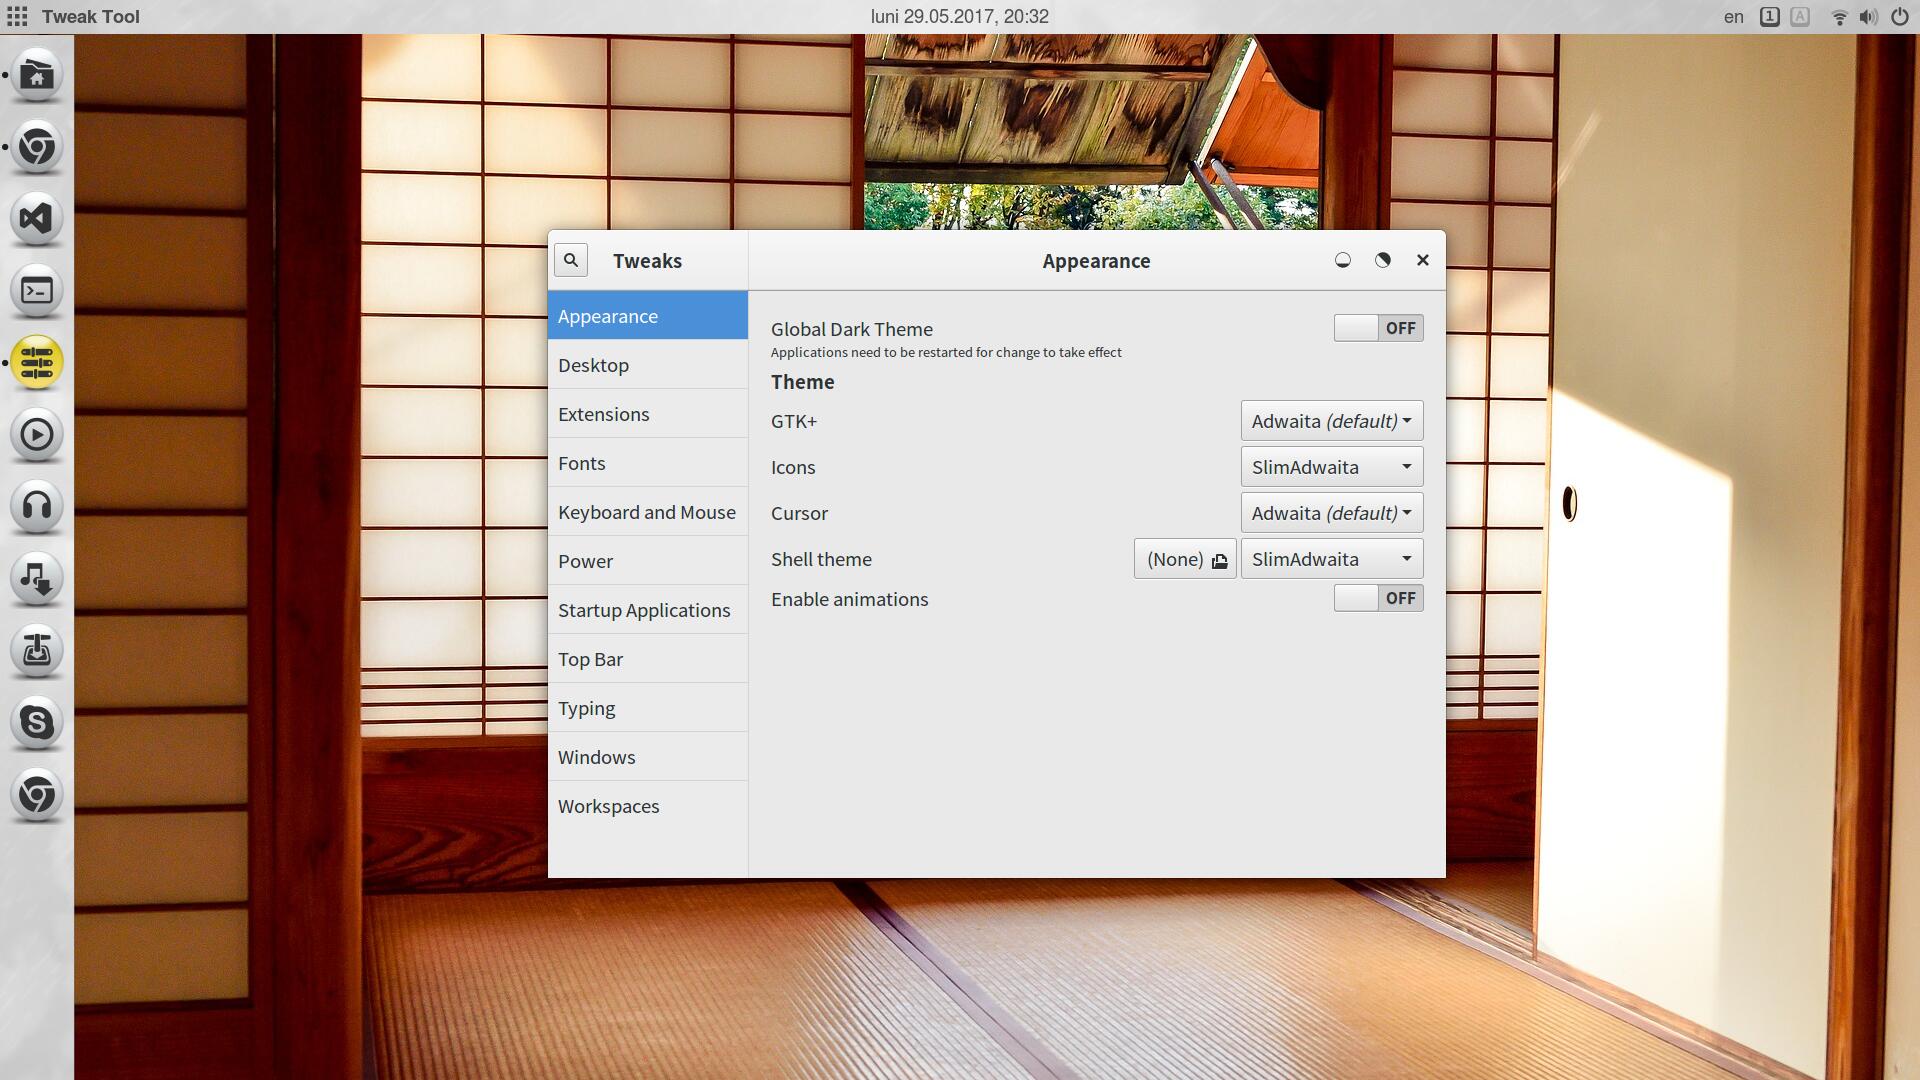 Tweak Tool
luni 29.05.2017, 20:32
en 1 A
Tweaks
Appearance
Appearance
Desktop
Extensions
Fonts
Keyboard and Mouse
Power
Startup Applications
Top Bar
Typing
Windows
Workspaces
Global Dark Theme OFF
Applications need to be restarted for change to take effect
Theme
GTK+ Adwaita (default)
Icons SlimAdwaita
Cursor Adwaita (default)
Shell theme (None) SlimAdwaita
Enable animations OFF